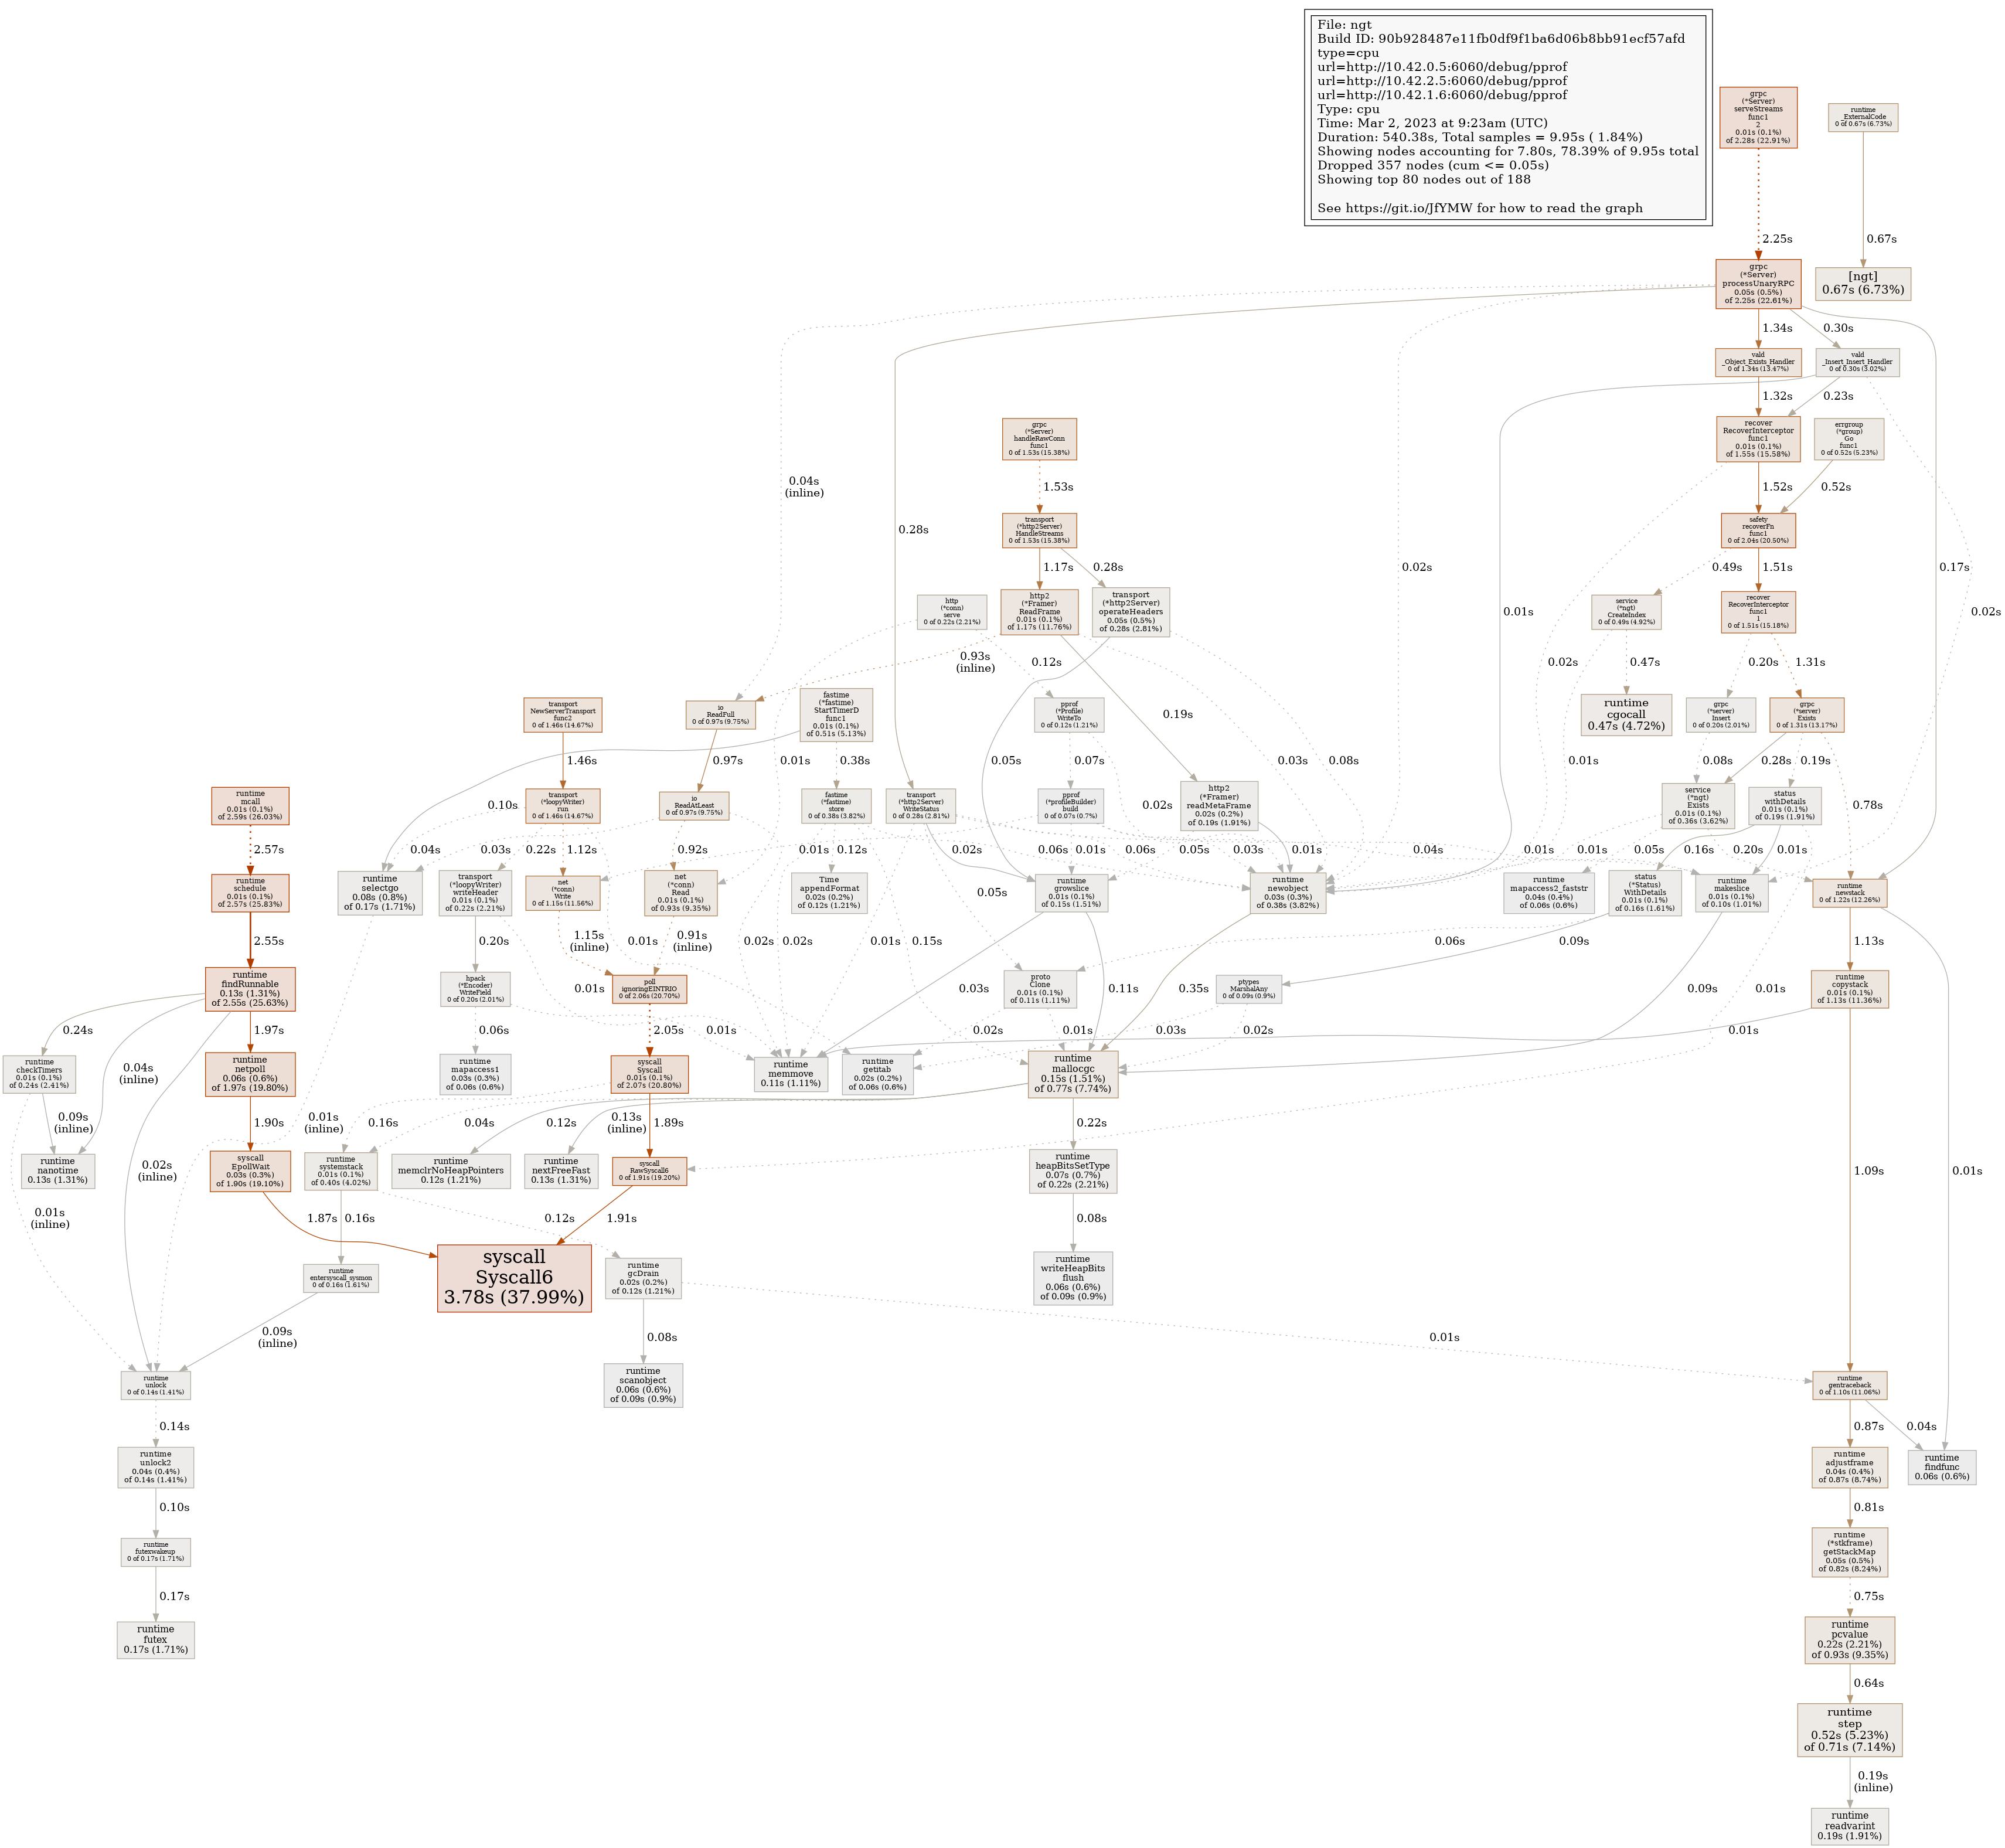 File: ngt
Build ID: 90b928487e11fb0df9f1ba6d06b8bb91ecf57afd
type=cpu
url=http://10.42.0.5:6060/debug/pprof
url=http://10.42.2.5:6060/debug/pprof
url=http://10.42.1.6:6060/debug/pprof
Type: cpu
Time: Mar 2, 2023 at 9:23am (UTC)
Duration: 540.38s, Total samples = 9.95s ( 1.84%)
Showing nodes accounting for 7.80s, 78.39% of 9.95s total
Dropped 357 nodes (cum <= 0.05s)
Showing top 80 nodes out of 188
See https://git.io/JfYMW for how to read the graph
grpc
(*Server)
serveStreams
func1
2
0.01s (0.1%)
of 2.28s (22.91%)
runtime
_ExternalCode
0 of 0.67s (6.73%)
2.25s
0.67s
grpc
(*Server)
processUnaryRPC
0.05s (0.5%)
of 2.25s (22.61%)
[ngt]
0.67s (6.73%)
1.34s
0.30s
vald
_Object_Exists_Handler
0 of 1.34s (13.47%)
vald
_Insert_Insert_Handler
0 of 0.30s (3.02%)
1.32s
0.23s
grpc
(*Server)
handleRawConn
func1
0 of 1.53s (15.38%)
recover
RecoverInterceptor
func1
0.01s (0.1%)
of 1.55s (15.58%)
errgroup
(*group)
Go
func1
0 of 0.52s (5.23%)
0.04s
(inline)
1.53s
1.52s
0.52s
0.28s
transport
(*http2Server)
HandleStreams
0 of 1.53s (15.38%)
safety
recoverFn
func1
0 of 2.04s (20.50%)
1.17s
0.28s
0.02s
0.49s
1.51s
0.17s
http
(*conn)
serve
0 of 0.22s (2.21%)
http2
(*Framer)
ReadFrame
0.01s (0.1%)
of 1.17s (11.76%)
transport
(*http2Server)
operateHeaders
0.05s (0.5%)
of 0.28s (2.81%)
0.01s
service
(*ngt)
CreateIndex
0 of 0.49s (4.92%)
recover
RecoverInterceptor
func1
1
0 of 1.51s (15.18%)
0.02s
0.93s
(inline)
0.12s
0.02s
0.47s
0.20s
1.31s
transport
NewServerTransport
func2
0 of 1.46s (14.67%)
io
ReadFull
0 of 0.97s (9.75%)
fastime
(*fastime)
StartTimerD
func1
0.01s (0.1%)
of 0.51s (5.13%)
pprof
(*Profile)
WriteTo
0 of 0.12s (1.21%)
0.19s
runtime
cgocall
0.47s (4.72%)
grpc
(*server)
Insert
0 of 0.20s (2.01%)
grpc
(*server)
Exists
0 of 1.31s (13.17%)
1.46s
0.97s
0.38s
0.01s
0.07s
0.05s
0.03s
0.08s
0.01s
0.08s
0.28s
0.19s
runtime
mcall
0.01s (0.1%)
of 2.59s (26.03%)
0.10s
transport
(*loopyWriter)
run
0 of 1.46s (14.67%)
io
ReadAtLeast
0 of 0.97s (9.75%)
fastime
(*fastime)
store
0 of 0.38s (3.82%)
transport
(*http2Server)
WriteStatus
0 of 0.28s (2.81%)
pprof
(*profileBuilder)
build
0 of 0.07s (0.7%)
0.02s
http2
(*Framer)
readMetaFrame
0.02s (0.2%)
of 0.19s (1.91%)
service
(*ngt)
Exists
0.01s (0.1%)
of 0.36s (3.62%)
status
withDetails
0.01s (0.1%)
of 0.19s (1.91%)
0.78s
2.57s
0.04s
0.03s
0.22s
1.12s
0.92s
0.01s
0.12s
0.02s
0.06s
0.01s
0.06s
0.05s
0.03s
0.01s
0.04s
0.01s
0.01s
0.05s
0.20s
0.16s
0.01s
runtime
schedule
0.01s (0.1%)
of 2.57s (25.83%)
runtime
selectgo
0.08s (0.8%)
of 0.17s (1.71%)
transport
(*loopyWriter)
writeHeader
0.01s (0.1%)
of 0.22s (2.21%)
net
(*conn)
Write
0 of 1.15s (11.56%)
net
(*conn)
Read
0.01s (0.1%)
of 0.93s (9.35%)
Time
appendFormat
0.02s (0.2%)
of 0.12s (1.21%)
runtime
growslice
0.01s (0.1%)
of 0.15s (1.51%)
runtime
newobject
0.03s (0.3%)
of 0.38s (3.82%)
runtime
mapaccess2_faststr
0.04s (0.4%)
of 0.06s (0.6%)
status
(*Status)
WithDetails
0.01s (0.1%)
of 0.16s (1.61%)
runtime
makeslice
0.01s (0.1%)
of 0.10s (1.01%)
runtime
newstack
0 of 1.22s (12.26%)
2.55s
0.20s
1.15s
(inline)
0.01s
0.91s
(inline)
0.02s
0.02s
0.01s
0.15s
0.05s
0.06s
0.09s
1.13s
runtime
findRunnable
0.13s (1.31%)
of 2.55s (25.63%)
hpack
(*Encoder)
WriteField
0 of 0.20s (2.01%)
0.01s
poll
ignoringEINTRIO
0 of 2.06s (20.70%)
0.03s
proto
Clone
0.01s (0.1%)
of 0.11s (1.11%)
0.11s
ptypes
MarshalAny
0 of 0.09s (0.9%)
0.35s
0.09s
0.01s
runtime
copystack
0.01s (0.1%)
of 1.13s (11.36%)
0.24s
1.97s
0.06s
0.01s
2.05s
0.02s
0.01s
0.03s
0.02s
0.01s
runtime
checkTimers
0.01s (0.1%)
of 0.24s (2.41%)
0.04s
(inline)
runtime
netpoll
0.06s (0.6%)
of 1.97s (19.80%)
runtime
mapaccess1
0.03s (0.3%)
of 0.06s (0.6%)
syscall
Syscall
0.01s (0.1%)
of 2.07s (20.80%)
runtime
memmove
0.11s (1.11%)
runtime
getitab
0.02s (0.2%)
of 0.06s (0.6%)
runtime
mallocgc
0.15s (1.51%)
of 0.77s (7.74%)
0.09s
(inline)
1.90s
0.01s
(inline)
0.16s
0.04s
0.12s
0.13s
(inline)
1.89s
0.22s
runtime
nanotime
0.13s (1.31%)
0.02s
(inline)
syscall
EpollWait
0.03s (0.3%)
of 1.90s (19.10%)
runtime
systemstack
0.01s (0.1%)
of 0.40s (4.02%)
runtime
memclrNoHeapPointers
0.12s (1.21%)
runtime
nextFreeFast
0.13s (1.31%)
syscall
RawSyscall6
0 of 1.91s (19.20%)
runtime
heapBitsSetType
0.07s (0.7%)
of 0.22s (2.21%)
1.09s
0.01s
0.01s
(inline)
1.87s
0.16s
0.12s
1.91s
0.08s
runtime
entersyscall_sysmon
0 of 0.16s (1.61%)
syscall
Syscall6
3.78s (37.99%)
runtime
gcDrain
0.02s (0.2%)
of 0.12s (1.21%)
runtime
writeHeapBits
flush
0.06s (0.6%)
of 0.09s (0.9%)
0.09s
(inline)
0.08s
0.01s
runtime
unlock
0 of 0.14s (1.41%)
runtime
scanobject
0.06s (0.6%)
of 0.09s (0.9%)
runtime
gentraceback
0 of 1.10s (11.06%)
0.14s
0.87s
0.04s
runtime
unlock2
0.04s (0.4%)
of 0.14s (1.41%)
runtime
adjustframe
0.04s (0.4%)
of 0.87s (8.74%)
runtime
findfunc
0.06s (0.6%)
0.10s
0.81s
runtime
futexwakeup
0 of 0.17s (1.71%)
runtime
(*stkframe)
getStackMap
0.05s (0.5%)
of 0.82s (8.24%)
0.17s
0.75s
runtime
futex
0.17s (1.71%)
runtime
pcvalue
0.22s (2.21%)
of 0.93s (9.35%)
0.64s
runtime
step
0.52s (5.23%)
of 0.71s (7.14%)
0.19s
(inline)
runtime
readvarint
0.19s (1.91%)